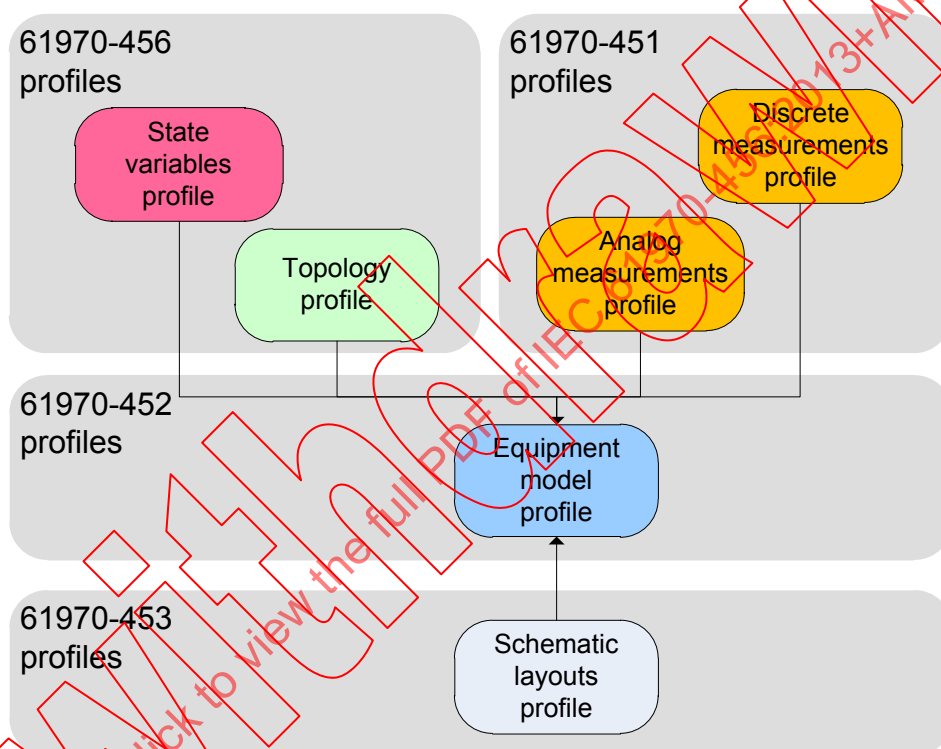 61970-456
profiles
State
variables
profile
Topology
profile
61970-451
profiles
Discrete
measurements
profile
Analog
measurements
profile
61970-452
profiles
Equipment
model
profile
61970-453
profiles
Schematic
layouts
profile
Click to view the full PDF of IEC 61970-456:2013+A
Withdrawn